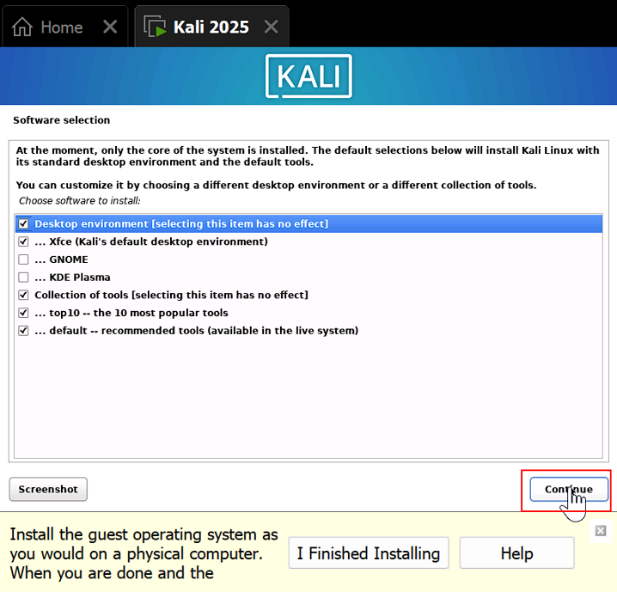 Home
Kali 2025
KALI
Software selection
At the moment, only the core of the system is installed. The default selections below will install Kali Linux with
its standard desktop environment and the default tools.
You can customize it by choosing a different desktop environment or a different collection of tools.
Choose software to install:
Desktop environment [selecting this item has no effect]
... Xfce (Kali's default desktop environment)
... GNOME
... KDE Plasma
Collection of tools [selecting this item has no effect]
... top10 -- the 10 most popular tools
... default -- recommended tools (available in the live system)
Screenshot
Continue
Install the guest operating system as
you would on a physical computer.
When you are done and the
I Finished Installing
Help